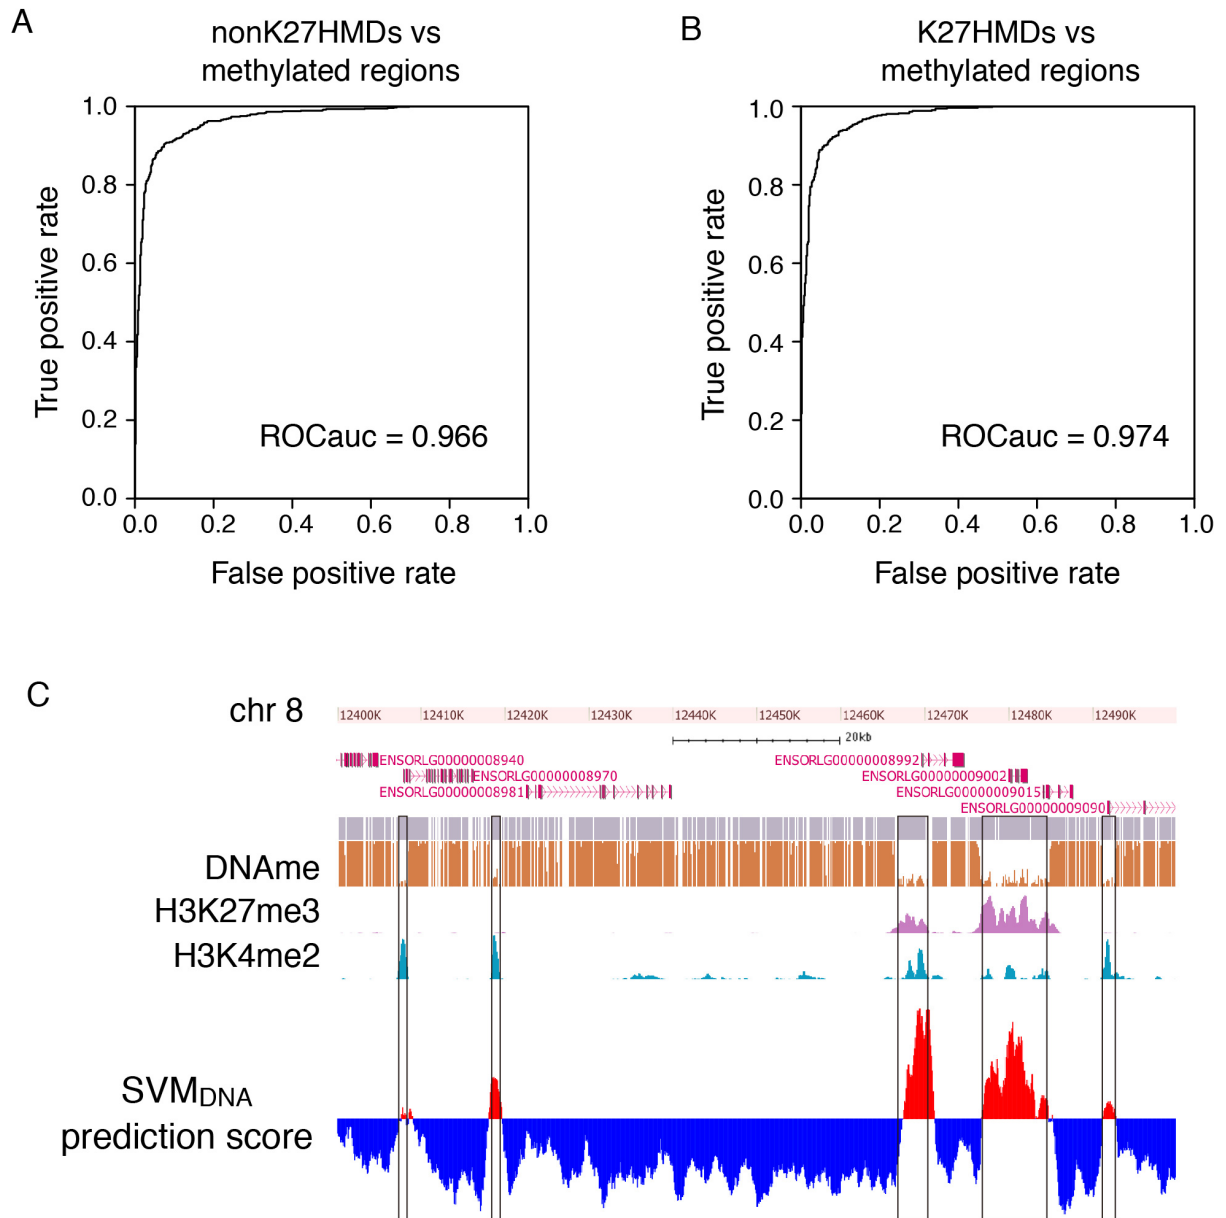 A
nonK27HMDs vs
methylated regions
1.0
0.8
0.6
0.4
0.2
0.0
0.0 0.2 0.4 0.6 0.8 1.0
True positive rate
False positive rate
ROCauc = 0.966
B
K27HMDs vs
methylated regions
1.0
0.8
0.6
0.4
0.2
0.0
0.0 0.2 0.4 0.6 0.8 1.0
True positive rate
False positive rate
ROCauc = 0.974
C
chr 8
12400K 12410K 12420K 12430K 12440K 12450K 12460K 12470K 12480K 12490K
20kb
ENSORLG00000008940 ENSORLG00000008992
ENSORLG00000008970 ENSORLG00000009002
ENSORLG00000008981 ENSORLG00000009015
ENSORLG00000009090
DNAme
H3K27me3
H3K4me2
SVMDNA
prediction score